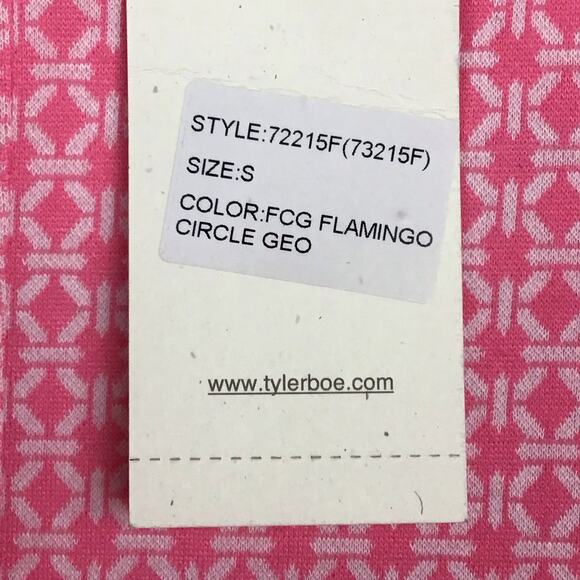 STYLE:72215F(73215F)
SIZE:S
COLOR:FCG FLAMINGO
CIRCLE GEO
www.tylerboe.com